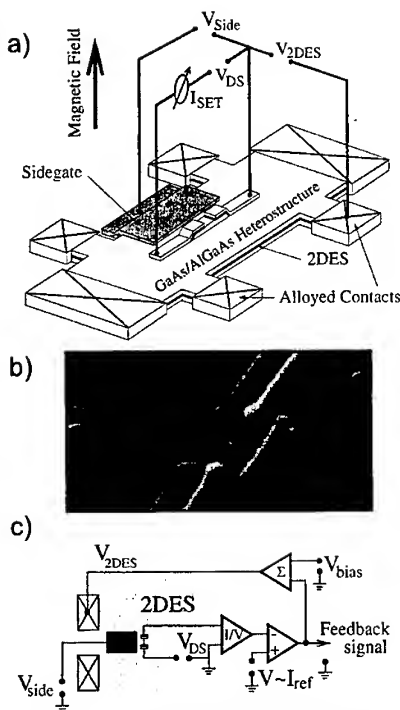 a)
V_Side
V_2DES
V_DS
I_SET
Magnetic Field
Sidegate
GaAs/AlGaAs Heterostructure
2DES
Alloyed Contacts
b)
c)
V_2DES
Σ
V_bias
2DES
V_DS
I/V
-
+
Feedback
signal
V_side
V~I_ref